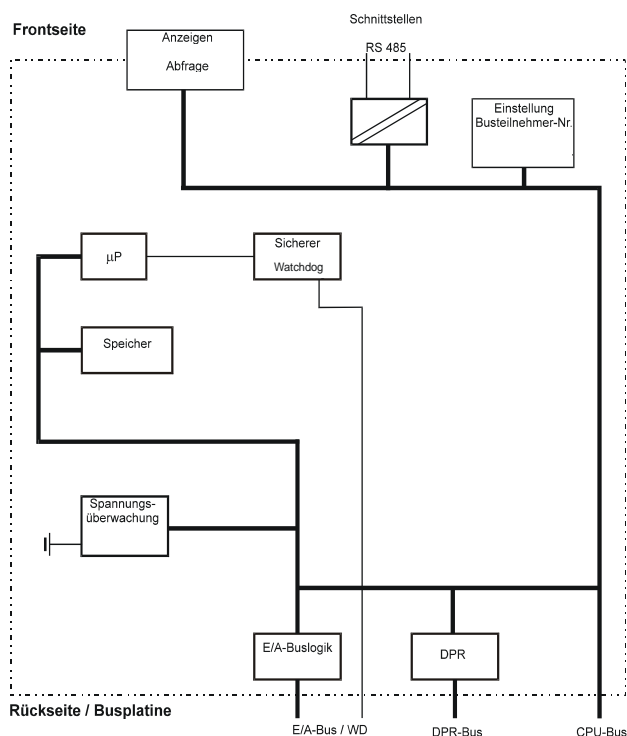 Schnittstellen
Frontseite
Anzeigen
Abfrage
RS 485
Einstellung
Busteilnehmer-Nr.
µP
Sicherer
Watchdog
Speicher
Spannungs-
überwachung
E/A-Buslogik
DPR
Rückseite / Busplatine
E/A-Bus / WD
DPR-Bus
CPU-Bus